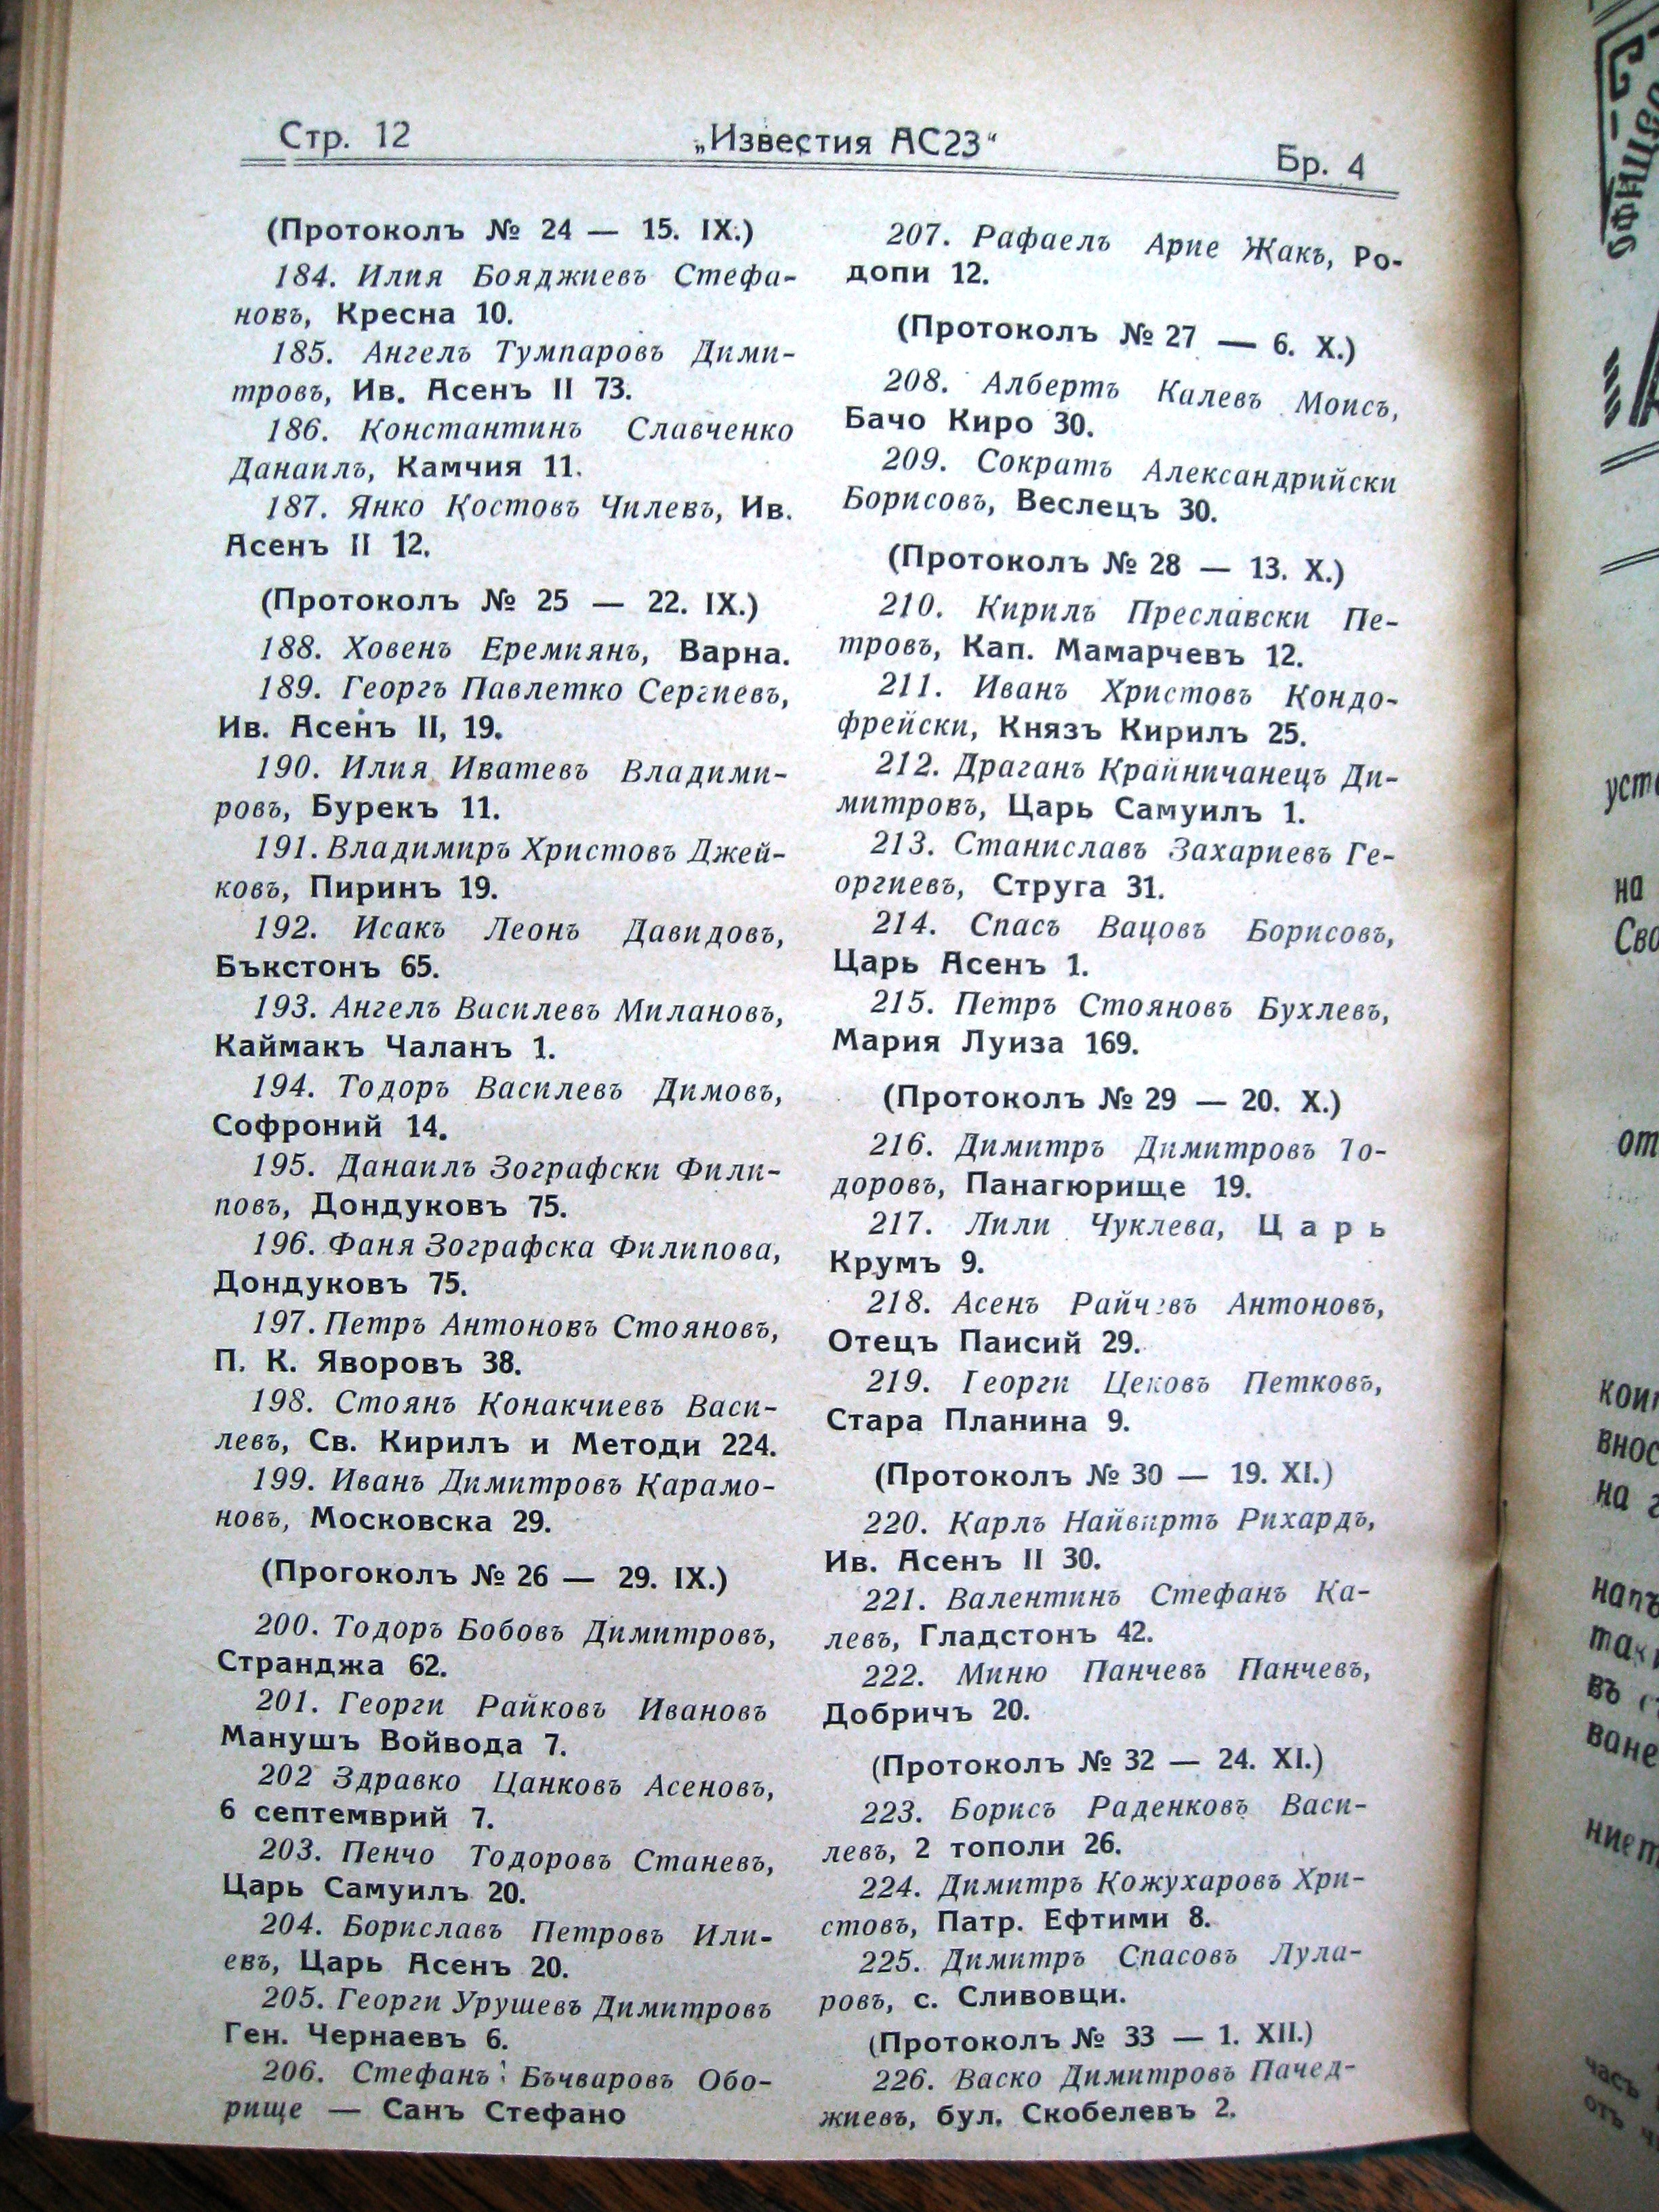 Стр. 12
„Известия АС23“
Бр. 4
(Протоколъ № 24 — 15. IX.)
184. Илия Бояджиевъ Стефа-
новъ, Кресна 10.
185. Ангелъ Тумпаровъ Дими-
тровъ, Ив. Асенъ II 73.
186. Константинъ Славченко
Данаилъ, Камчия 11.
187. Янко Костовъ Чилевъ, Ив.
Асенъ II 12.
(Протоколъ № 25 — 22. IX.)
188. Ховенъ Еремиянъ, Варна.
189. Георгъ Павлетко Сергиевъ,
Ив. Асенъ II, 19.
190. Илия Иватевъ Владими-
ровъ, Бурекъ 11.
191. Владимиръ Христовъ Джей-
ковъ, Пиринъ 19.
192. Исакъ Леонъ Давидовъ,
Бъкстонъ 65.
193. Ангелъ Василевъ Милановъ,
Каймакъ Чаланъ 1.
194. Тодоръ Василевъ Димовъ,
Софроний 14.
195. Данаилъ Зографски Фили-
повъ, Дондуковъ 75.
196. Фаня Зографска Филипова,
Дондуковъ 75.
197. Петръ Антоновъ Стояновъ,
П. К. Яворовъ 38.
198. Стоянъ Конакчиевъ Васи-
левъ, Св. Кирилъ и Методи 224.
199. Иванъ Димитровъ Карамо-
новъ, Московска 29.
(Прогоколъ № 26 — 29. IX.)
200. Тодоръ Бобовъ Димитровъ,
Странджа 62.
201. Георги Райковъ Ивановъ
Манушъ Войвода 7.
202 Здравко Цанковъ Асеновъ,
6 септемврий 7.
203. Пенчо Тодоровъ Станевъ,
Царь Самуилъ 20.
204. Бориславъ Петровъ Или-
евъ, Царь Асенъ 20.
205. Георги Урушевъ Димитровъ
Ген. Чернаевъ 6.
206. Стефанъ Бъчваровъ Обо-
рище — Санъ Стефано
207. Рафаелъ Арие Жакъ, Ро-
допи 12.
(Протоколъ № 27 — 6. X.)
208. Албертъ Калевъ Моисъ,
Бачо Киро 30.
209. Сократъ Александрийски
Борисовъ, Веслецъ 30.
(Протоколъ № 28 — 13. X.)
210. Кирилъ Преславски Пе-
тровъ, Кап. Мамарчевъ 12.
211. Иванъ Христовъ Кондо-
фрейски, Князъ Кирилъ 25.
212. Драганъ Крайничанецъ Ди-
митровъ, Царь Самуилъ 1.
213. Станиславъ Захариевъ Ге-
оргиевъ, Струга 31.
214. Спасъ Вацовъ Борисовъ,
Царь Асенъ 1.
215. Петръ Стояновъ Бухлевъ,
Мария Луиза 169.
(Протоколъ № 29 — 20. X.)
216. Димитръ Димитровъ То-
доровъ, Панагюрище 19.
217. Лили Чуклева, Царь
Крумъ 9.
218. Асенъ Райчевъ Антоновъ,
Отецъ Паисий 29.
219. Георги Цековъ Петковъ,
Стара Планина 9.
(Протоколъ № 30 — 19. XI.)
220. Карлъ Найвиртъ Рихардъ,
Ив. Асенъ II 30.
221. Валентинъ Стефанъ Ка-
левъ, Гладстонъ 42.
222. Миню Панчевъ Панчевъ,
Добричъ 20.
(Протоколъ № 32 — 24. XI.)
223. Борисъ Раденковъ Васи-
левъ, 2 тополи 26.
224. Димитръ Кожухаровъ Хри-
стовъ, Патр. Ефтими 8.
225. Димитръ Спасовъ Лула-
ровъ, с. Сливовци.
(Протоколъ № 33 — 1. XII.)
226. Васко Димитровъ Пачед-
жиевъ, бул. Скобелевъ 2.
на